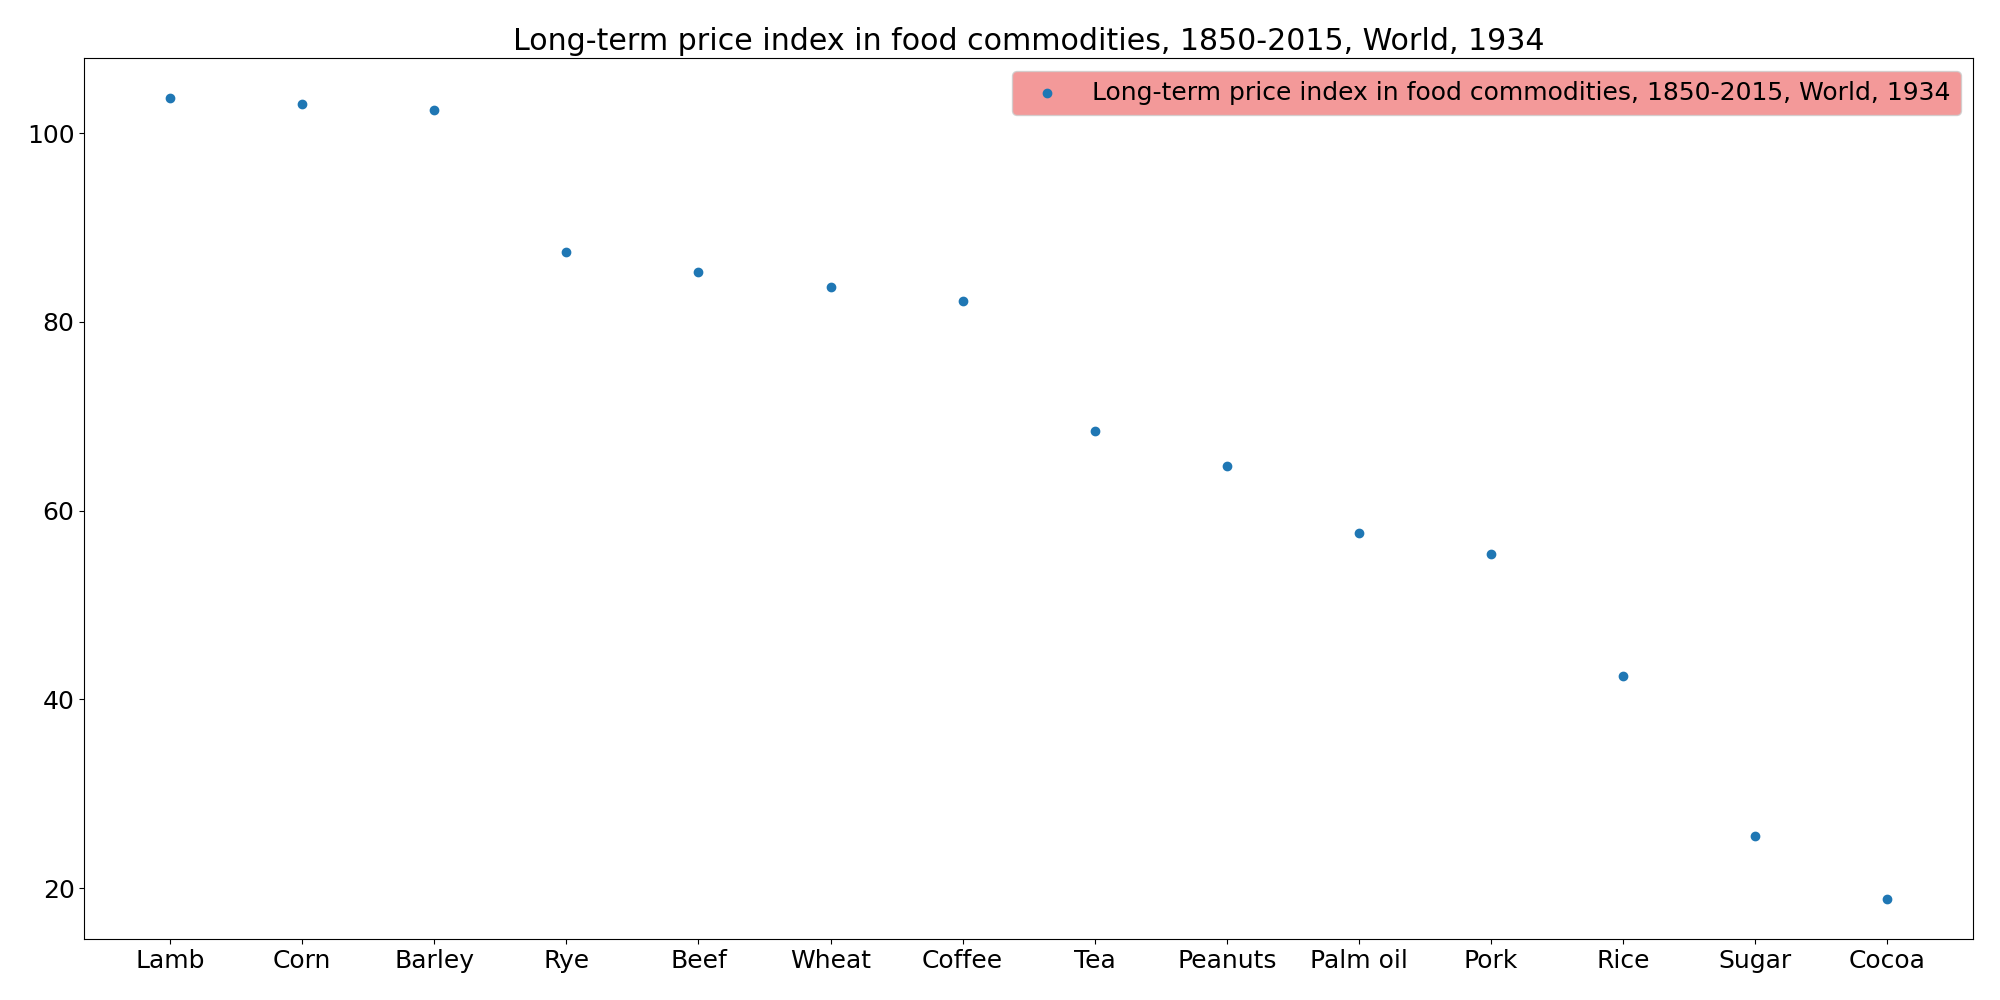 Long-term price index in food commodities, 1850-2015, World, 1934
Long-term price index in food commodities, 1850-2015, World, 1934
100
80
60
40
20
Lamb Corn Barley Rye Beef Wheat Coffee Tea Peanuts Palm oil Pork Rice Sugar Cocoa